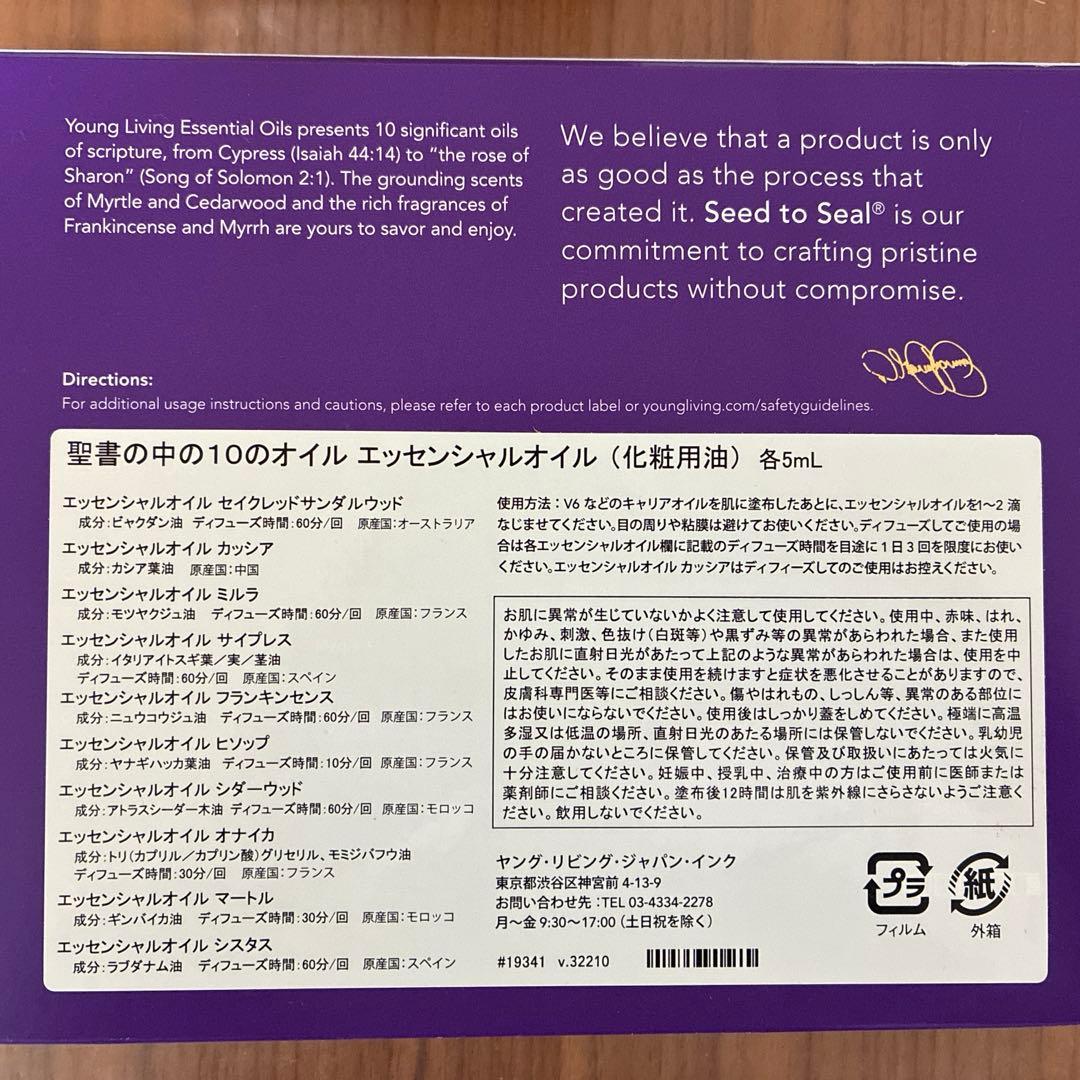 Young Living Essential Oils presents 10 significant oils
of scripture, from Cypress (Isaiah 44:14) to “the rose of
Sharon” (Song of Solomon 2:1). The grounding scents
of Myrtle and Cedarwood and the rich fragrances of
Frankincense and Myrrh are yours to savor and enjoy.
We believe that a product is only
as good as the process that
created it. Seed to Seal® is our
commitment to crafting pristine
products without compromise.
Directions:
For additional usage instructions and cautions, please refer to each product label or youngliving.com/safetyguidelines.
聖書の中の10のオイル エッセンシャルオイル（化粧用油） 各5mL
エッセンシャルオイル セイクレッドサンダルウッド
成分：ビャクダン油 ディフューズ時間：60分/回 原産国：オーストラリア
エッセンシャルオイル カッシア
成分：カシア葉油 原産国：中国
エッセンシャルオイル ミルラ
成分：モツヤクジュ油 ディフューズ時間：60分/回 原産国：フランス
エッセンシャルオイル サイプレス
成分：イタリアイトスギ葉／実／茎油
ディフューズ時間：60分/回 原産国：スペイン
エッセンシャルオイル フランキンセンス
成分：ニュウコウジュ油 ディフューズ時間：60分/回 原産国：フランス
エッセンシャルオイル ヒソップ
成分：ヤナギハッカ葉油 ディフューズ時間：10分/回 原産国：フランス
エッセンシャルオイル シダーウッド
成分：アトラスシーダー木油 ディフューズ時間：60分/回 原産国：モロッコ
エッセンシャルオイル オナイカ
成分：トリ（カプリル／カプリン酸）グリセリル、モミジバフウ油
ディフューズ時間：30分/回 原産国：フランス
エッセンシャルオイル マートル
成分：ギンバイカ油 ディフューズ時間：30分/回 原産国：モロッコ
エッセンシャルオイル シスタス
成分：ラブダナム油 ディフューズ時間：60分/回 原産国：スペイン
使用方法：V6 などのキャリアオイルを肌に塗布したあとに、エッセンシャルオイルを1～2 滴
なじませてください。目の周りや粘膜は避けてお使いください。ディフューズしてご使用の場
合は各エッセンシャルオイル欄に記載のディフューズ時間を目途に１日３回を限度にお使い
ください。エッセンシャルオイル カッシアはディフィーズしてのご使用はお控えください。
お肌に異常が生じていないかよく注意して使用してください。使用中、赤味、はれ、
かゆみ、刺激、色抜け（白斑等）や黒ずみ等の異常があらわれた場合、また使用
したお肌に直射日光があたって上記のような異常があらわれた場合は、使用を中
止してください。そのまま使用を続けますと症状を悪化させることがありますので、
皮膚科専門医等にご相談ください。傷やはれもの、しっしん等、異常のある部位に
はお使いにならないでください。使用後はしっかり蓋をしめてください。極端に高温
多湿又は低温の場所、直射日光のあたる場所には保管しないでください。乳幼児
の手の届かないところに保管してください。保管及び取扱いにあたっては火気に
十分注意してください。妊娠中、授乳中、治療中の方はご使用前に医師または
薬剤師にご相談ください。塗布後12時間は肌を紫外線にさらさないようご注意く
ださい。飲用しないでください。
ヤング・リビング・ジャパン・インク
東京都渋谷区神宮前 4-13-9
お問い合わせ先：TEL 03-4334-2278
月～金 9:30～17:00（土日祝を除く）
#19341 v.32210
プラ
フィルム
紙
外箱